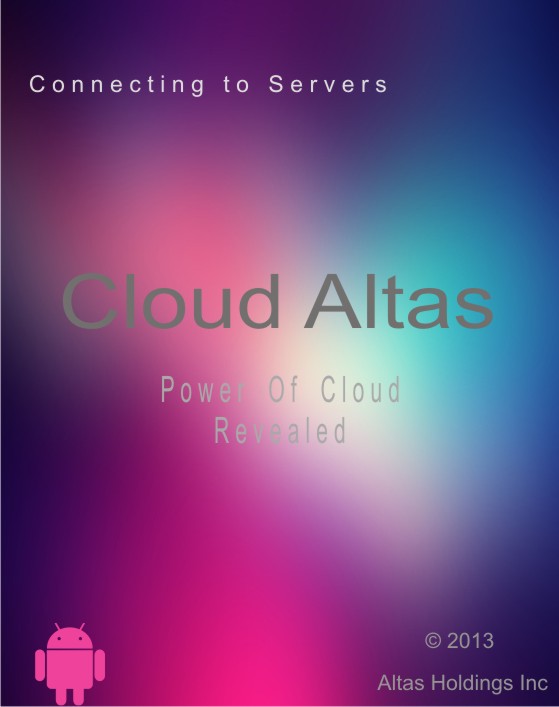 Connecting to Servers
Cloud Altas
Power Of Cloud
Revealed
© 2013
Altas Holdings Inc